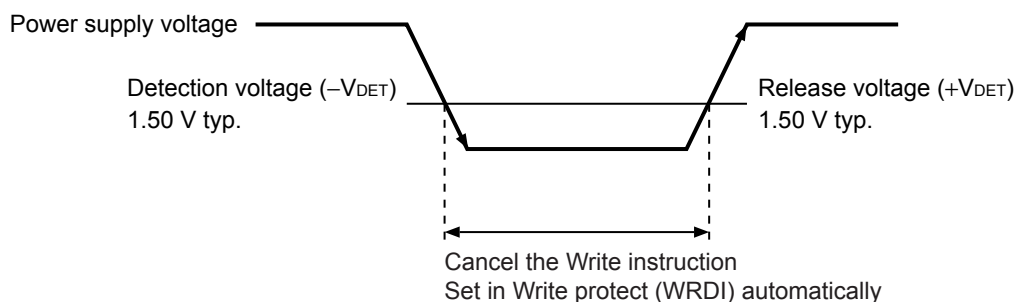 Power supply voltage
Detection voltage (−VDET)
1.50 V typ.
Release voltage (+VDET)
1.50 V typ.
Cancel the Write instruction
Set in Write protect (WRDI) automatically